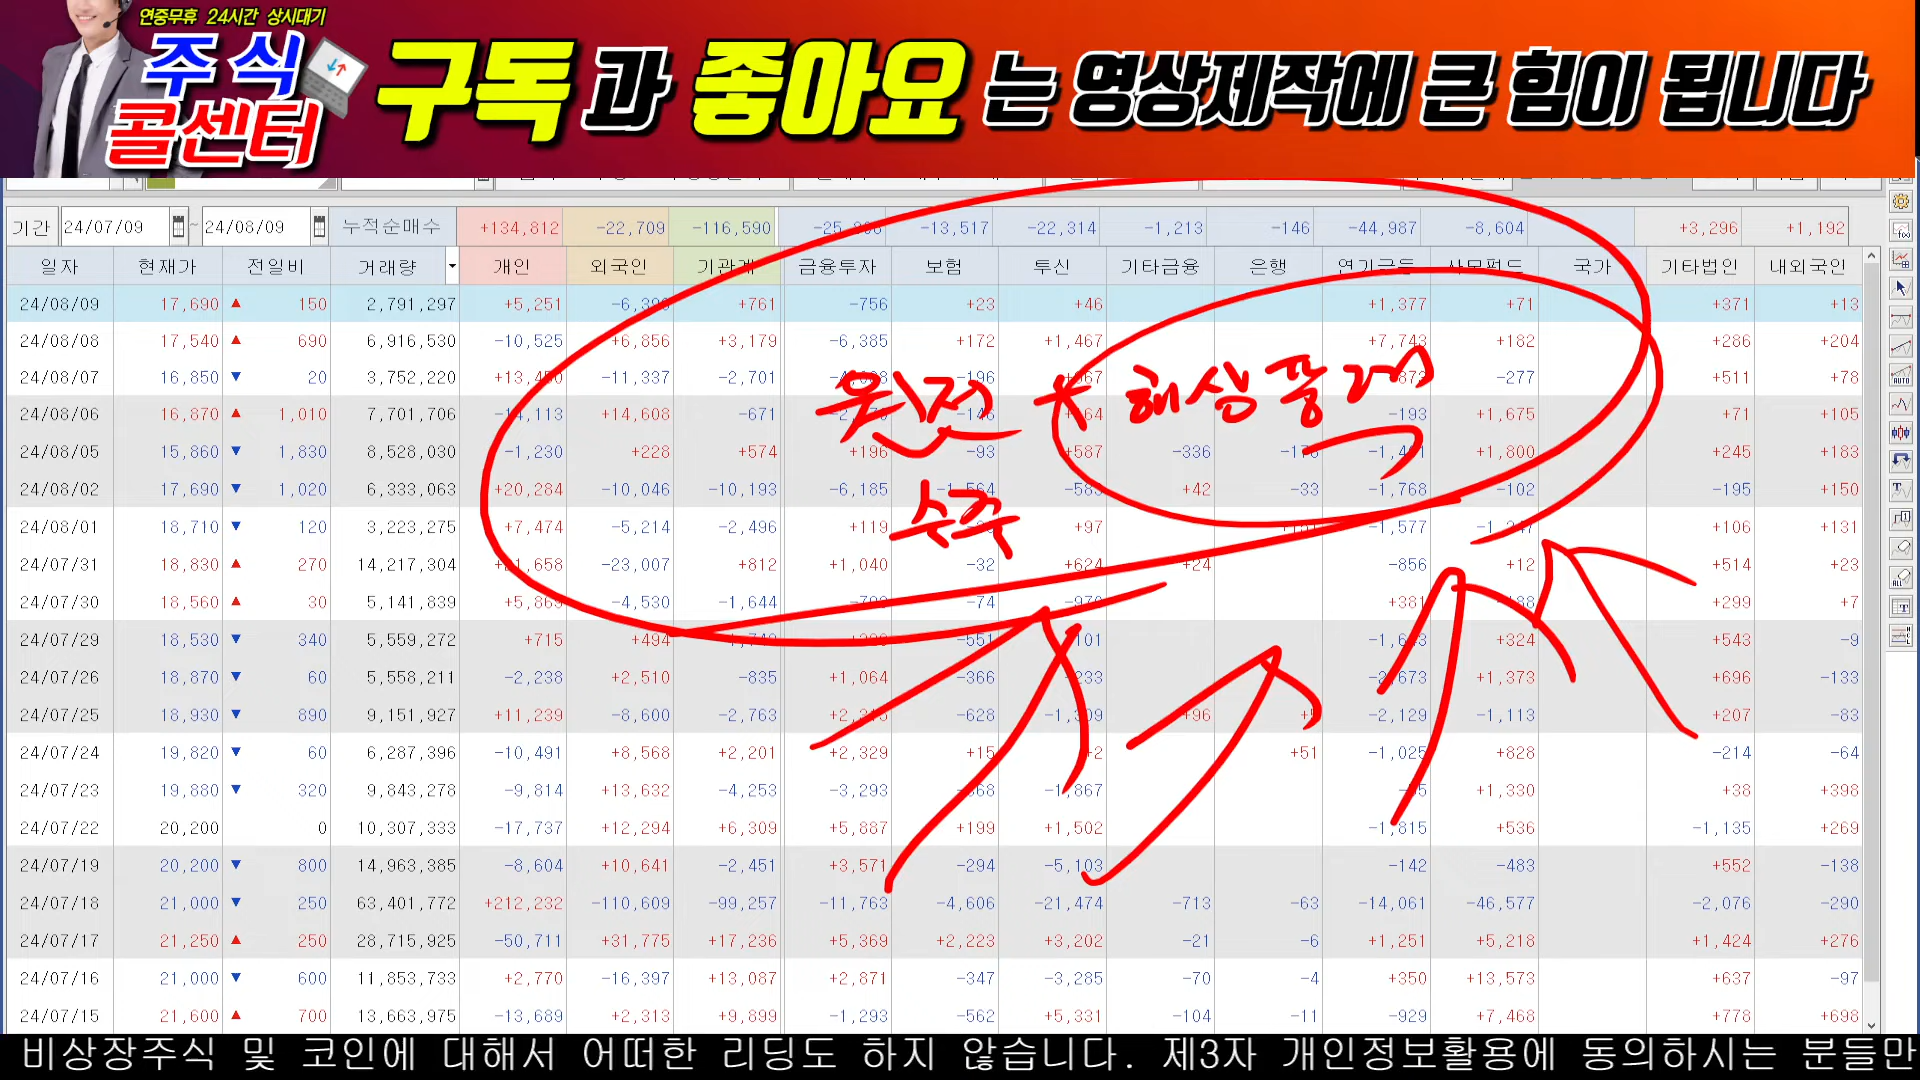 연중무휴 24시간 상시대기
주식
콜센터
구독과 좋아요는 영상제작에 큰 힘이 됩니다
기간 24/07/09 ~ 24/08/09 누적순매수 +134,812 -22,709 -116,590 -13,517 -22,314 -1,213 -146 -44,987 -8,604 +3,296 +1,192
일자 현재가 전일비 거래량 개인 외국인 기관계 금융투자 보험 투신 기타금융 은행 연기금등 사모펀드 국가 기타법인 내외국인
24/08/09 17,690 ▲ 150 2,791,297 +5,251 +761 -756 +23 +46 +1,377 +71 +371 +13
24/08/08 17,540 ▲ 690 6,916,530 -10,525 +6,856 +3,179 -6,385 +172 +1,467 +7,743 +182 +286 +204
24/08/07 16,850 ▼ 20 3,752,220 -11,337 -2,701 -196 -277 +511 +78
24/08/06 16,870 ▲ 1,010 7,701,706 -14,113 +14,608 -671 -193 +1,675 +71 +105
24/08/05 15,860 ▼ 1,830 8,528,030 -1,230 +228 +574 +196 -93 +587 -336 +1,800 +245 +183
24/08/02 17,690 ▼ 1,020 6,333,063 +20,284 -10,046 -10,193 -6,185 -583 +42 -33 -1,768 -102 -195 +150
24/08/01 18,710 ▼ 120 3,223,275 +7,474 -5,214 -2,496 +119 +97 -1,577 +106 +131
24/07/31 18,830 ▲ 270 14,217,304 -23,007 +812 +1,040 -32 +624 +24 -856 +12 +514 +23
24/07/30 18,560 ▲ 30 5,141,839 +5,869 -4,530 -1,644 -74 +381 +299 +7
24/07/29 18,530 ▼ 340 5,559,272 +715 +494 -551 +324 +543 -9
24/07/26 18,870 ▼ 60 5,558,211 -2,238 +2,510 -835 +1,064 -366 +1,373 +696 -133
24/07/25 18,930 ▼ 890 9,151,927 +11,239 -8,600 -2,763 -628 +96 -2,129 -1,113 +207 -83
24/07/24 19,820 ▼ 60 6,287,396 -10,491 +8,568 +2,201 +2,329 +15 +51 -1,025 +828 -214 -64
24/07/23 19,880 ▼ 320 9,843,278 -9,814 +13,632 -4,253 -3,293 -1,867 +1,330 +38 +398
24/07/22 20,200 0 10,307,333 -17,737 +12,294 +6,309 +5,887 +199 +1,502 -1,815 +536 -1,135 +269
24/07/19 20,200 ▼ 800 14,963,385 -8,604 +10,641 -2,451 +3,571 -294 -5,103 -142 -483 +552 -138
24/07/18 21,000 ▼ 250 63,401,772 +212,232 -110,609 -99,257 -11,763 -4,606 -21,474 -713 -63 -14,061 -46,577 -2,076 -290
24/07/17 21,250 ▲ 250 28,715,925 -50,711 +31,775 +17,236 +5,369 +2,223 +3,202 -21 -6 +1,251 +5,218 +1,424 +276
24/07/16 21,000 ▼ 600 11,853,733 +2,770 -16,397 +13,087 +2,871 -347 -3,285 -70 -4 +350 +13,573 +637 -97
24/07/15 21,600 ▲ 700 13,663,975 -13,689 +2,313 +9,899 -1,293 -562 +5,331 -104 -11 -929 +7,468 +778 +698
원전 * 해상풍력
수주
비상장주식 및 코인에 대해서 어떠한 리딩도 하지 않습니다. 제3자 개인정보활용에 동의하시는 분들만